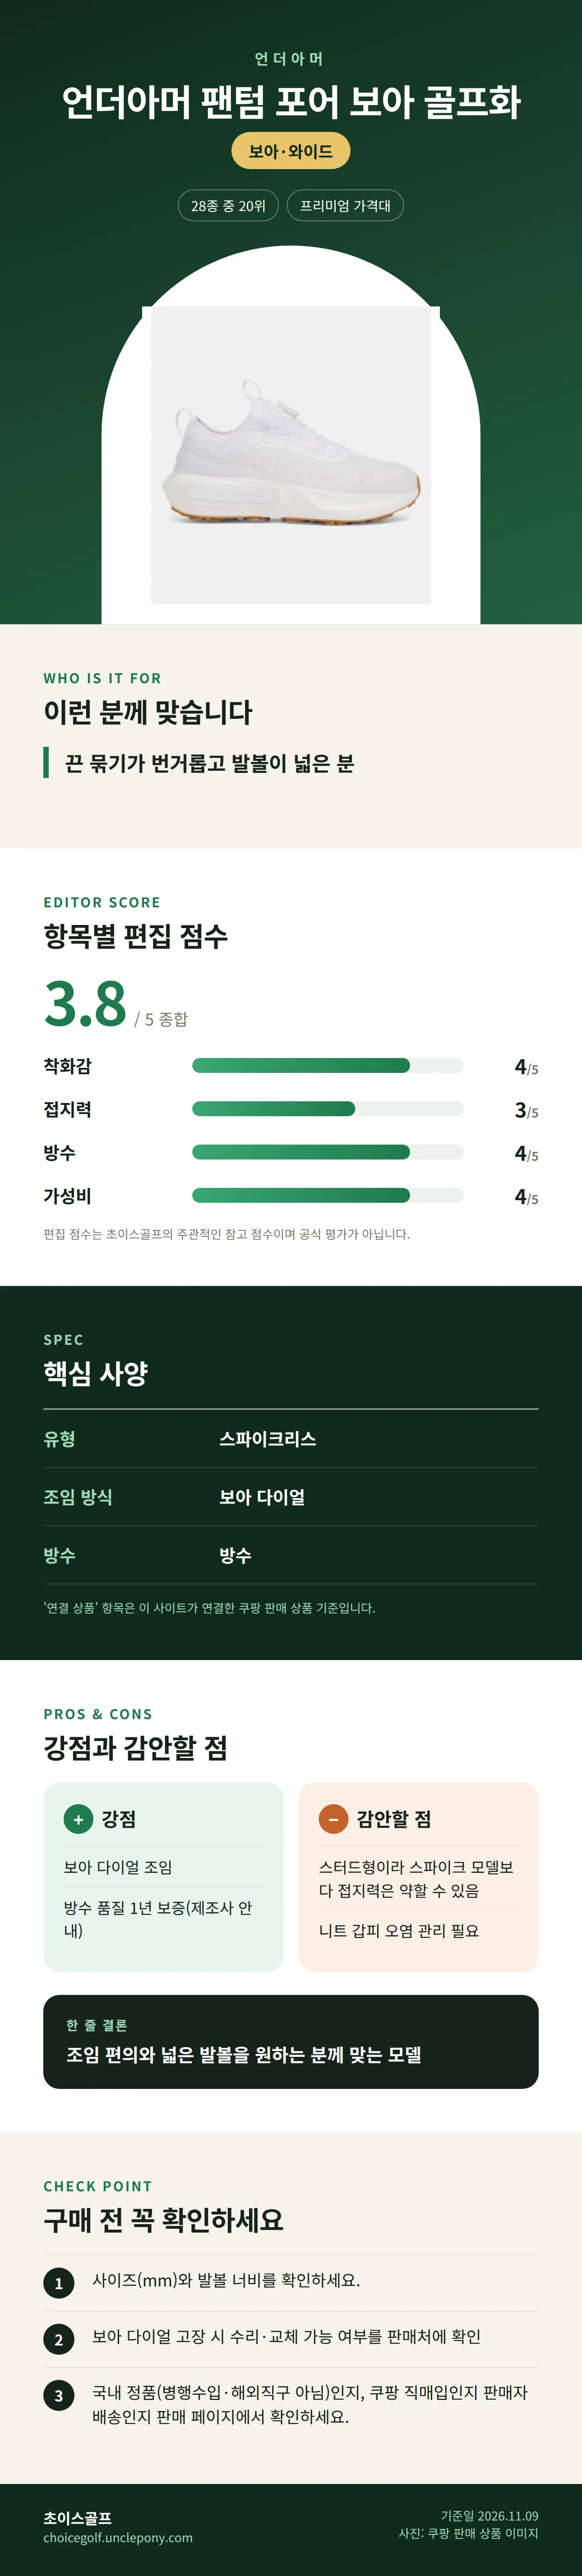 언더아머
언더아머 팬텀 포어 보아 골프화
보아·와이드
28종 중 20위
프리미엄 가격대
WHO IS IT FOR
이런 분께 맞습니다
끈 묶기가 번거롭고 발볼이 넓은 분
EDITOR SCORE
항목별 편집 점수
3.8 / 5 종합
착화감 4/5
접지력 3/5
방수 4/5
가성비 4/5
편집 점수는 초이스골프의 주관적인 참고 점수이며 공식 평가가 아닙니다.
SPEC
핵심 사양
유형 스파이크리스
조임 방식 보아 다이얼
방수 방수
'연결 상품' 항목은 이 사이트가 연결한 쿠팡 판매 상품 기준입니다.
PROS & CONS
강점과 감안할 점
+ 강점
보아 다이얼 조임
방수 품질 1년 보증(제조사 안
내)
− 감안할 점
스터드형이라 스파이크 모델보
다 접지력은 약할 수 있음
니트 갑피 오염 관리 필요
한 줄 결론
조임 편의와 넓은 발볼을 원하는 분께 맞는 모델
CHECK POINT
구매 전 꼭 확인하세요
1 사이즈(mm)와 발볼 너비를 확인하세요.
2 보아 다이얼 고장 시 수리·교체 가능 여부를 판매처에 확인
3 국내 정품(병행수입·해외직구 아님)인지, 쿠팡 직매입인지 판매자
배송인지 판매 페이지에서 확인하세요.
초이스골프
choicegolf.unclepony.com
기준일 2026.11.09
사진: 쿠팡 판매 상품 이미지